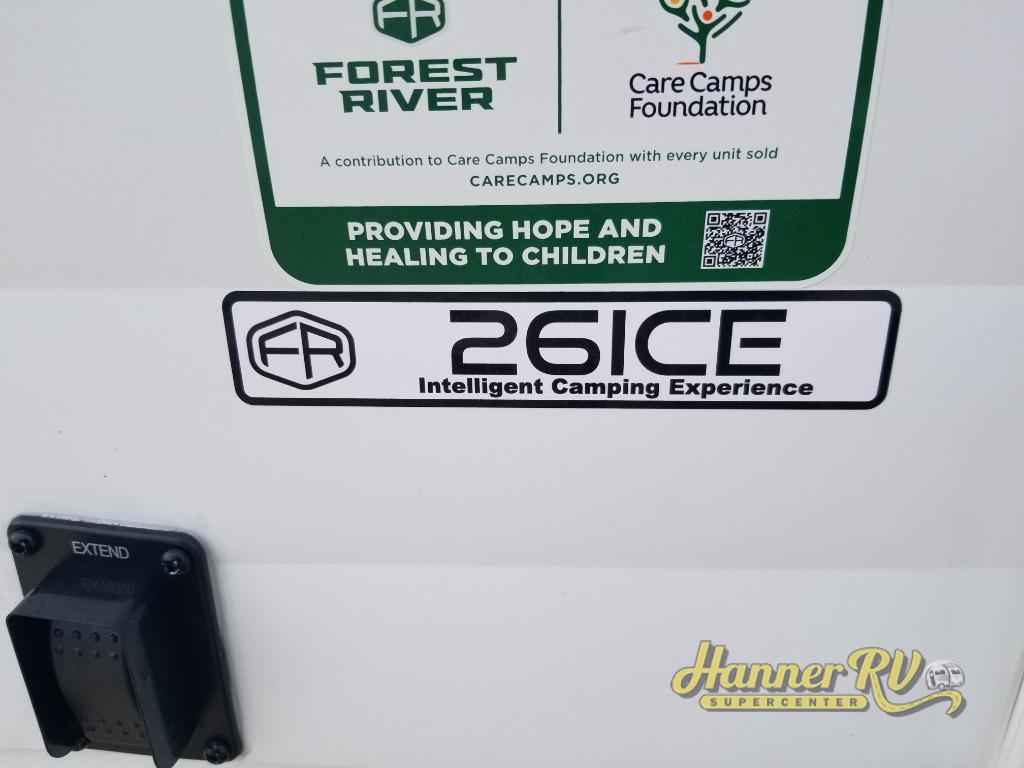 FR
FOREST
RIVER
Care Camps
Foundation
A contribution to Care Camps Foundation with every unit sold
CARECAMPS.ORG
PROVIDING HOPE AND
HEALING TO CHILDREN
FR
26ICE
Intelligent Camping Experience
EXTEND
Hanner RV
SUPERCENTER